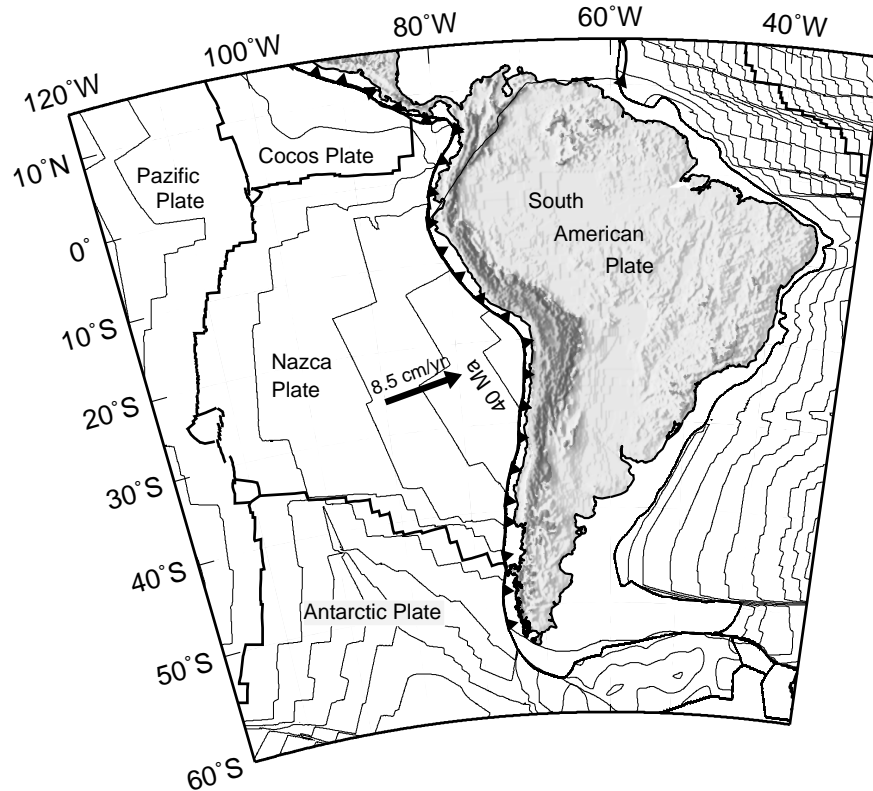 120˚W
100˚W
80˚W
60˚W
40˚W
10˚N
0˚
10˚S
20˚S
30˚S
40˚S
50˚S
60˚S
Pazific
Plate
Cocos Plate
South
American
Plate
Nazca
Plate
8.5 cm/yr
40 Ma
Antarctic Plate